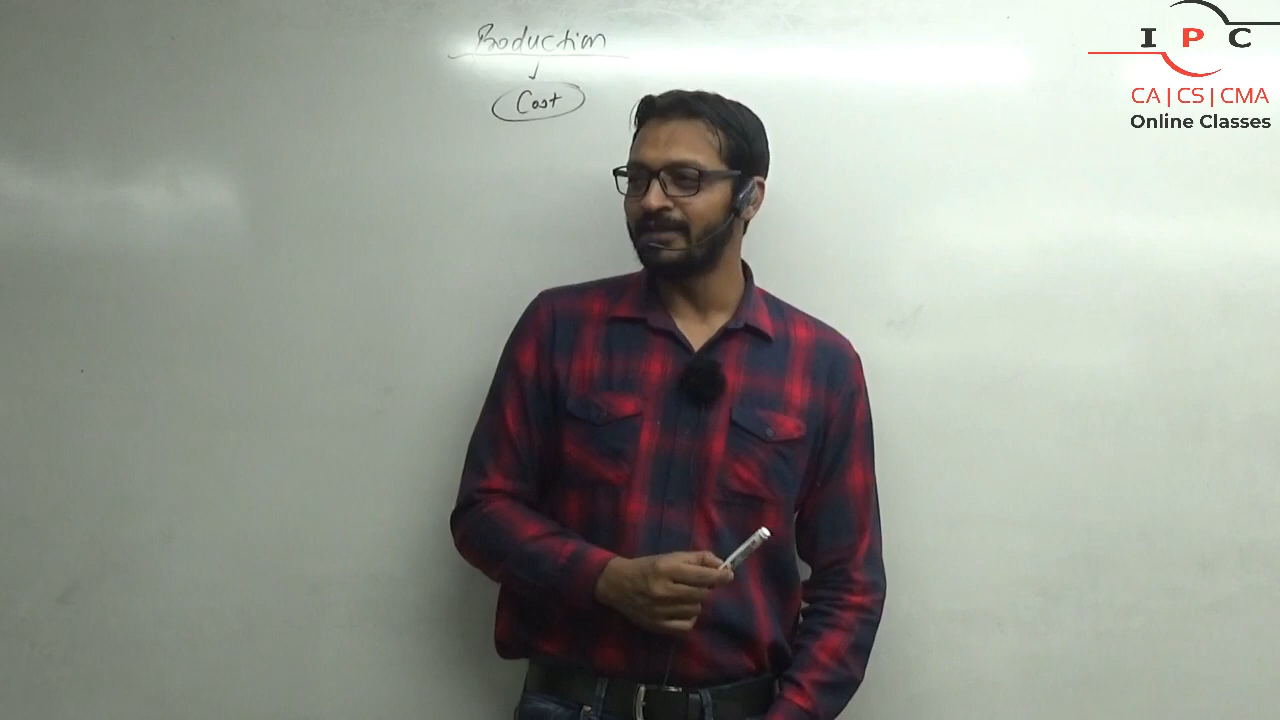 Production
Cost
I P C
CA | CS | CMA
Online Classes